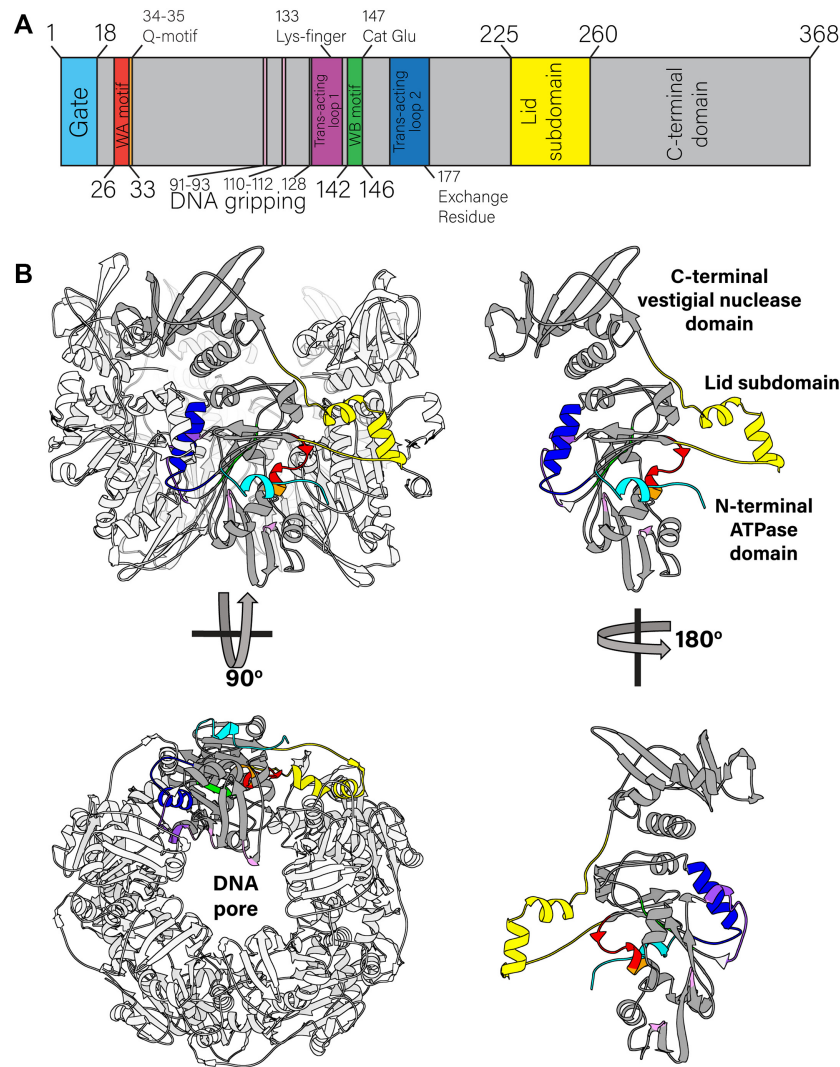 A
1
18
34-35
Q-motif
133
Lys-finger
147
Cat Glu
225
260
368
Gate
WA motif
Trans-acting
loop 1
WB motif
Trans-acting
loop 2
Lid
subdomain
C-terminal
domain
26
33
91-93
110-112
128
DNA gripping
142
146
177
Exchange
Residue
B
C-terminal
vestigial nuclease
domain
Lid subdomain
N-terminal
ATPase
domain
90º
180º
DNA
pore